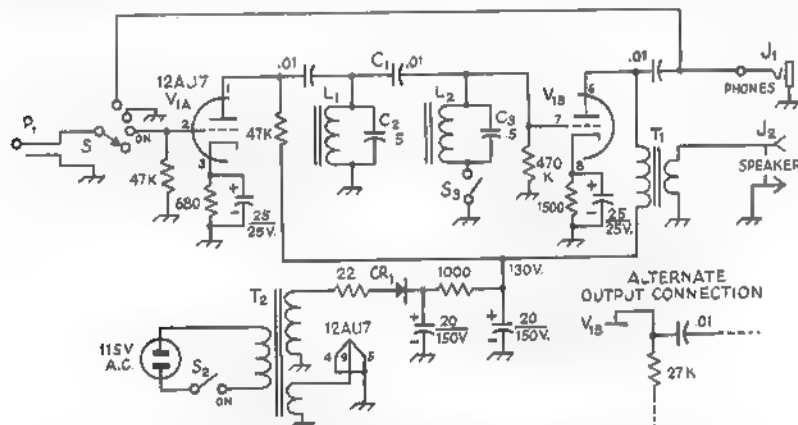 .01
C₁
.01
.01
J₁
PHONES
12AU7
V₁A
1
L₁
L₂
V₁B
6
P₁
S
ON
2
3
47K
C₂
.5
C₃
.5
7
T₁
J₂
SPEAKER
47K
680
25/25V.
S₃
470
K
1500
8
25/25V.
130V.
ALTERNATE
OUTPUT CONNECTION
T₂
22
CR₁
1000
V₁B
.01
12AU7
4
9
5
20/150V
20/150V.
115V
A.C.
S₂
ON
27K